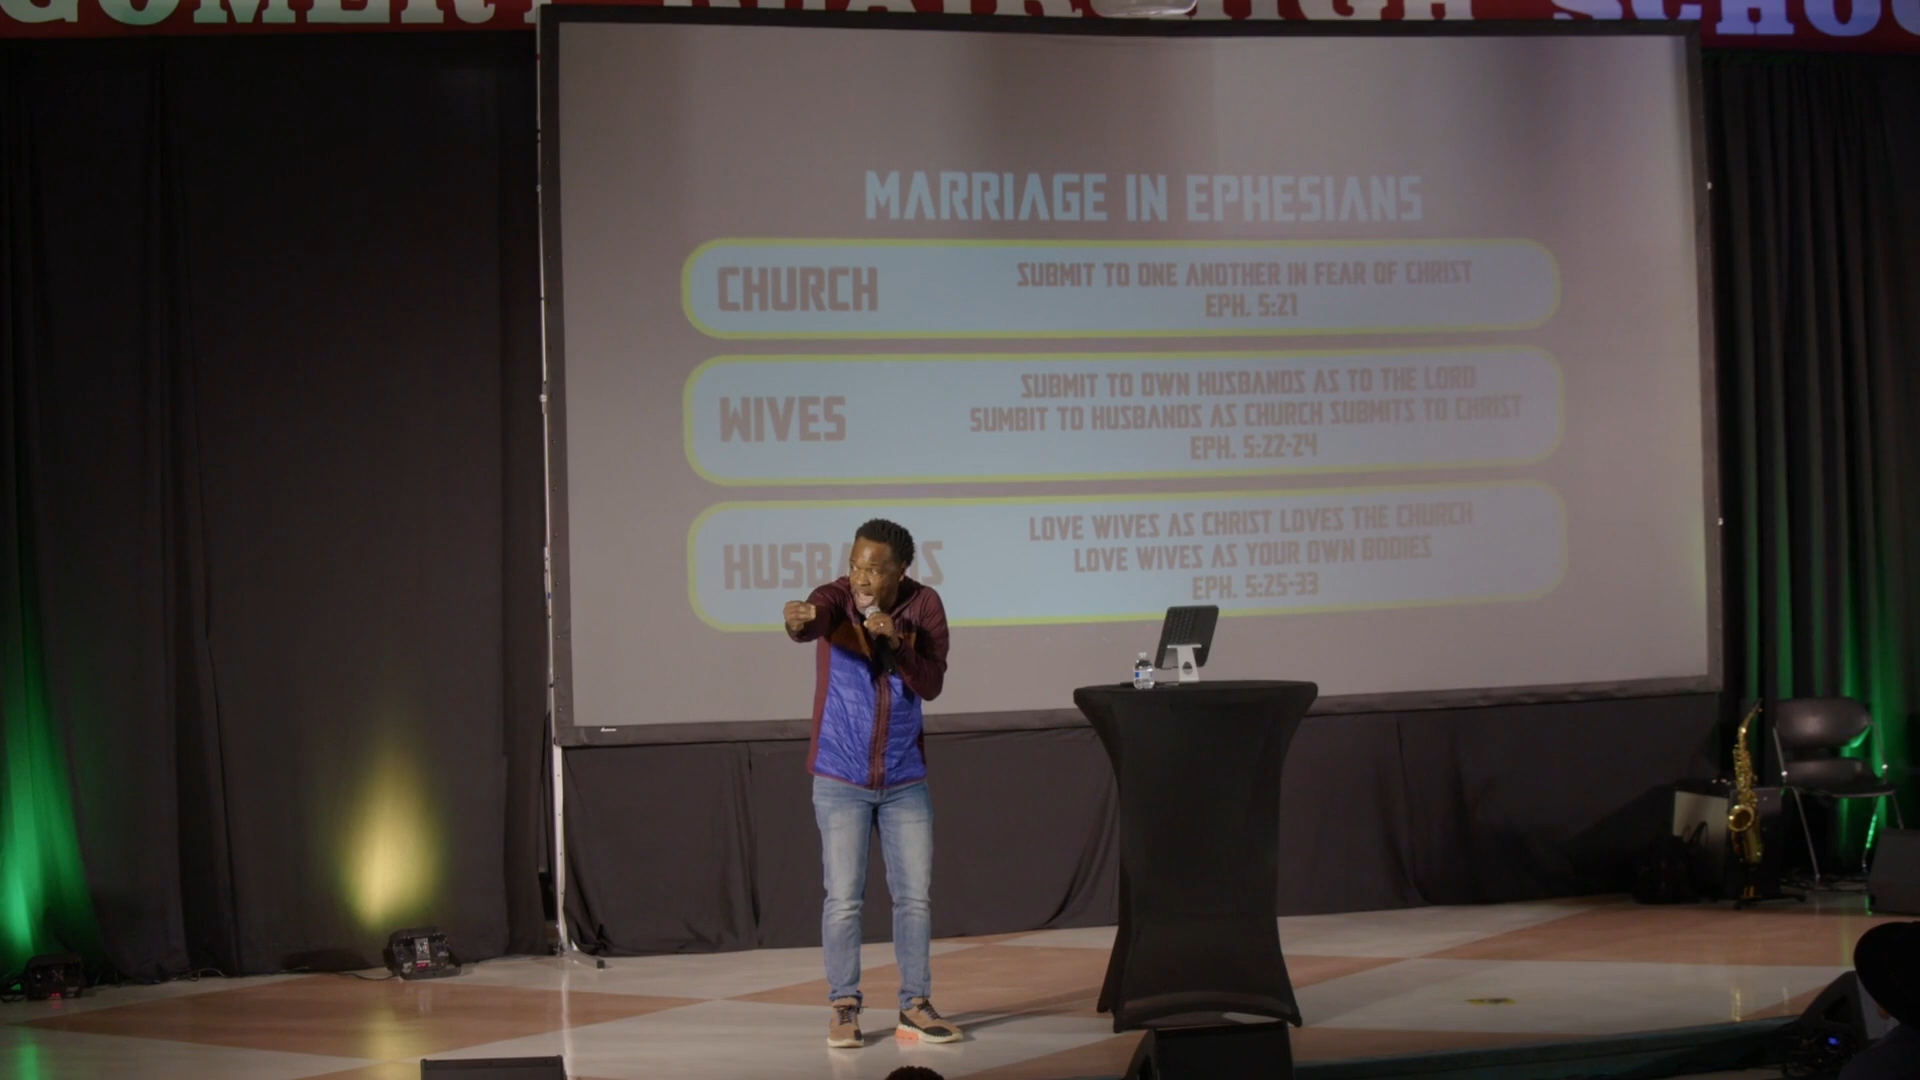 MARRIAGE IN EPHESIANS
CHURCH
SUBMIT TO ONE ANOTHER IN FEAR OF CHRIST
EPH. 5:21
WIVES
SUBMIT TO OWN HUSBANDS AS TO THE LORD
SUMBIT TO HUSBANDS AS CHURCH SUBMITS TO CHRIST
EPH. 5:22-24
LOVE WIVES AS CHRIST LOVES THE CHURCH
LOVE WIVES AS YOUR OWN BODIES
EPH. 5:25-33